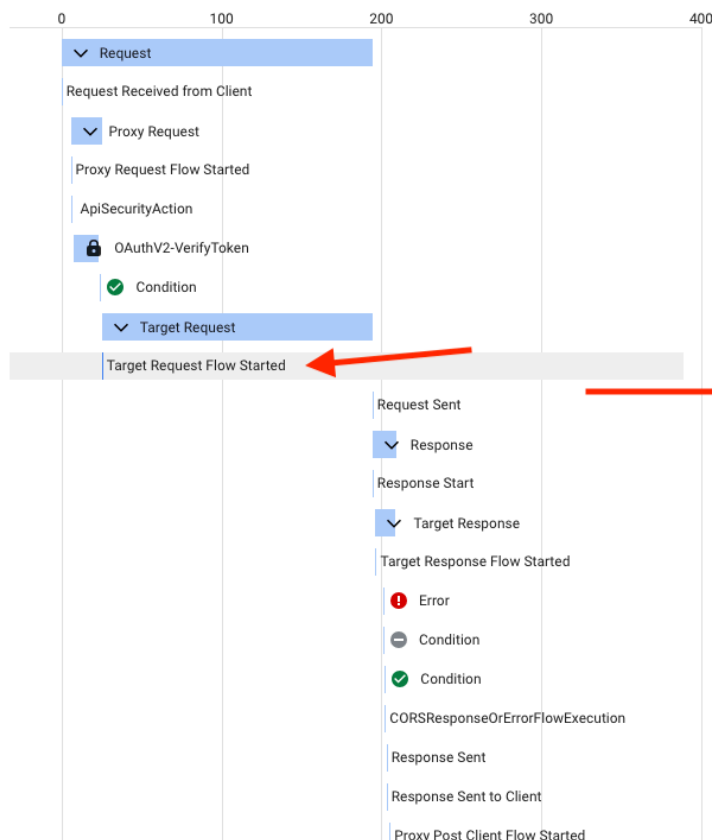 0 100 200 300 400
Request
Request Received from Client
Proxy Request
Proxy Request Flow Started
ApiSecurityAction
OAuthV2-VerifyToken
Condition
Target Request
Target Request Flow Started
Request Sent
Response
Response Start
Target Response
Target Response Flow Started
Error
Condition
Condition
CORSResponseOrErrorFlowExecution
Response Sent
Response Sent to Client
Proxy Post Client Flow Started